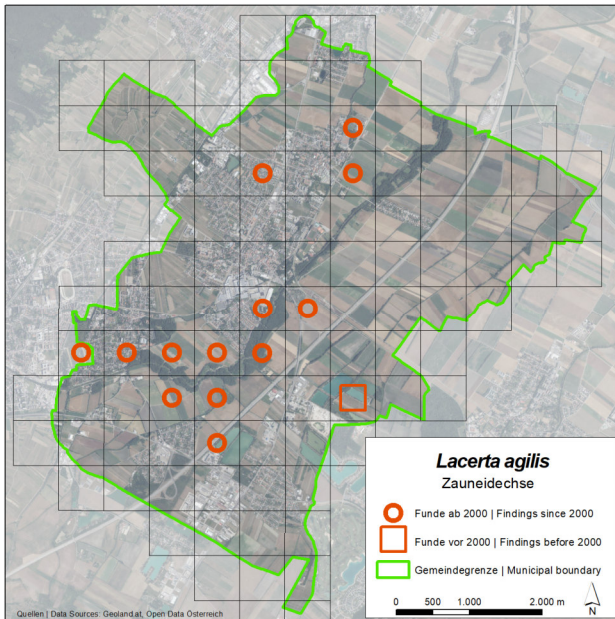 Lacerta agilis
Zauneidechse
Funde ab 2000 | Findings since 2000
Funde vor 2000 | Findings before 2000
Gemeindegrenze | Municipal boundary
0 500 1.000 2.000 m
N
Quellen | Data Sources: Geoland.at, Open Data Österreich